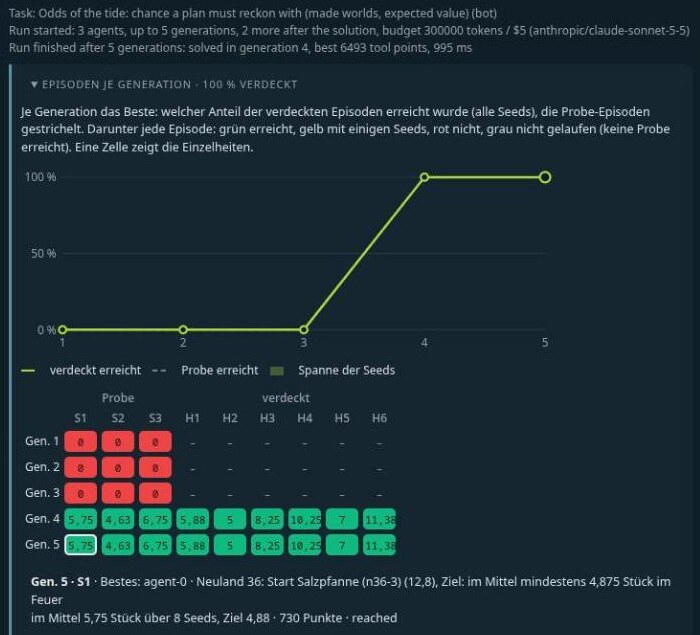 Task: Odds of the tide: chance a plan must reckon with (made worlds, expected value) (bot)
Run started: 3 agents, up to 5 generations, 2 more after the solution, budget 300000 tokens / $5 (anthropic/claude-sonnet-5-5)
Run finished after 5 generations: solved in generation 4, best 6493 tool points, 995 ms
▼ EPISODEN JE GENERATION · 100 % VERDECKT
Je Generation das Beste: welcher Anteil der verdeckten Episoden erreicht wurde (alle Seeds), die Probe-Episoden
gestrichelt. Darunter jede Episode: grün erreicht, gelb mit einigen Seeds, rot nicht, grau nicht gelaufen (keine Probe
erreicht). Eine Zelle zeigt die Einzelheiten.
100 %
50 %
0 %
1 2 3 4 5
verdeckt erreicht Probe erreicht Spanne der Seeds
Probe verdeckt
S1 S2 S3 H1 H2 H3 H4 H5 H6
Gen. 1 0 0 0 – – – – – –
Gen. 2 0 0 0 – – – – – –
Gen. 3 0 0 0 – – – – – –
Gen. 4 5,75 4,63 6,75 5,88 5 8,25 10,25 7 11,38
Gen. 5 5,75 4,63 6,75 5,88 5 8,25 10,25 7 11,38
Gen. 5 · S1 · Bestes: agent-0 · Neuland 36: Start Salzpfanne (n36-3) (12,8), Ziel: im Mittel mindestens 4,875 Stück im
Feuer
im Mittel 5,75 Stück über 8 Seeds, Ziel 4,88 · 730 Punkte · reached